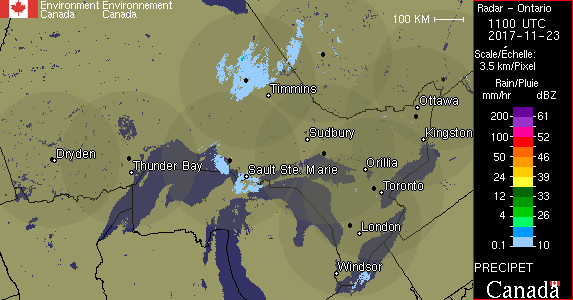 Environment Environnement
Canada Canada
100 KM
Timmins
Ottawa
Sudbury
Kingston
Dryden
Thunder Bay
Sault Ste. Marie
Orillia
Toronto
London
Windsor
Radar - Ontario
1100 UTC
2017-11-23
Scale/Échelle:
3.5 km/Pixel
Rain/Pluie
mm/hr dBZ
200 61
100 52
50 46
24 39
12 33
4 26
0.1 10
PRECIPET
Canada